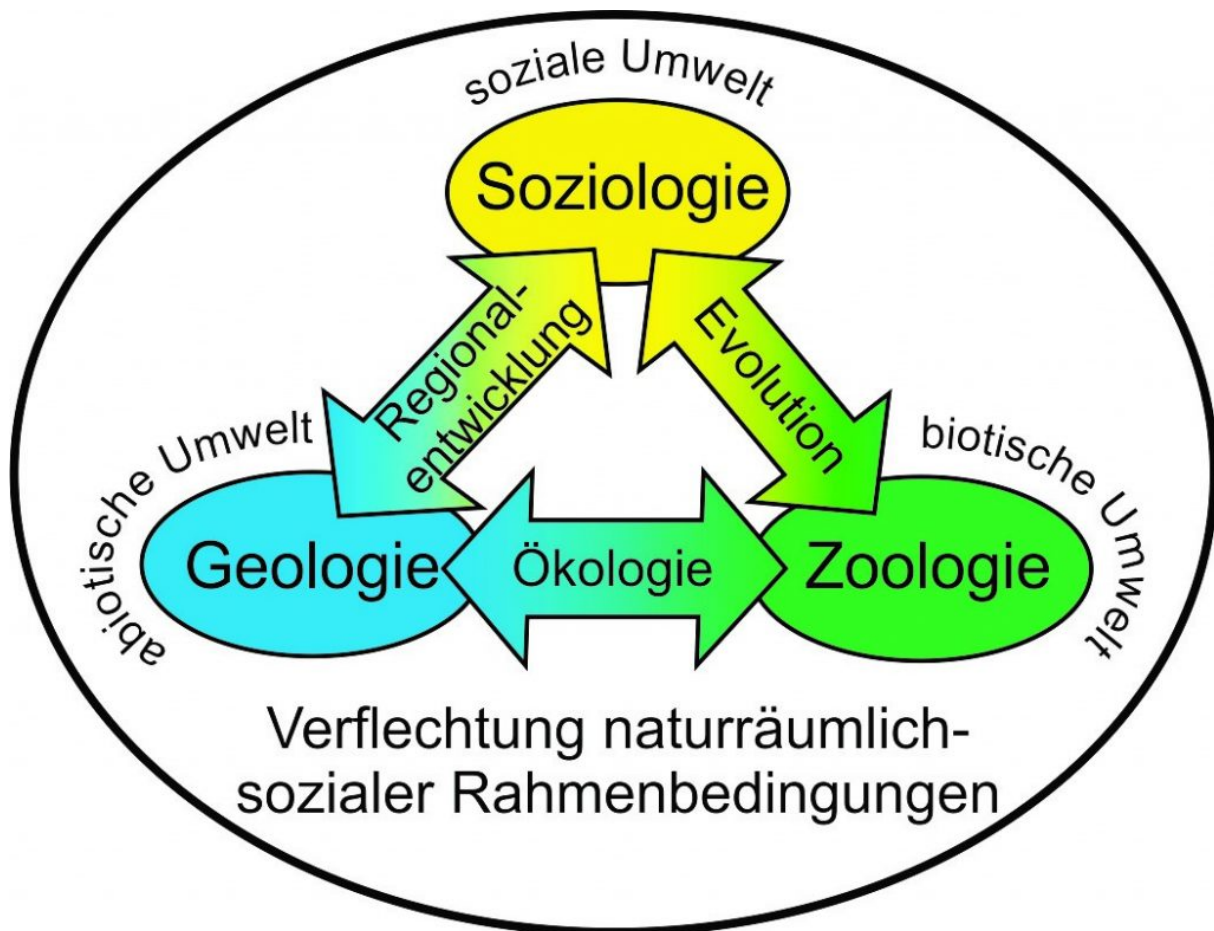 soziale Umwelt
Soziologie
Regional-
entwicklung
Evolution
abiotische Umwelt
biotische Umwelt
Geologie
Ökologie
Zoologie
Verflechtung naturräumlich-
sozialer Rahmenbedingungen